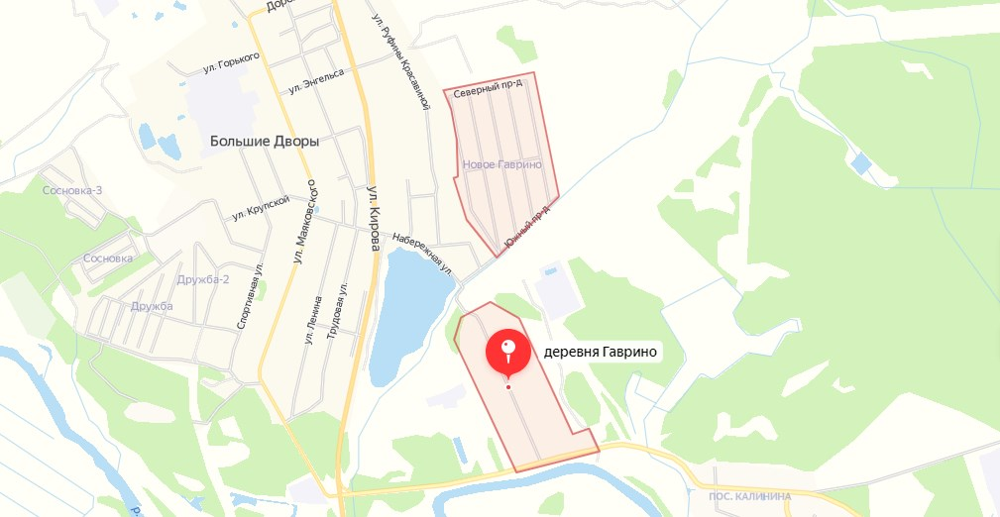 Доро
ул. Руфины Красавиной
ул. Горького
ул. Энгельса
Северный пр-д
Большие Дворы
Новое Гаврино
Сосновка-3
ул. Крупской
ул. Маяковского
ул. Кирова
Южный пр-д
Набережная ул.
Сосновка
Дружба-2
Спортивная ул.
Дружба
ул. Ленина
Трудовая ул.
деревня Гаврино
ПОС. КАЛИНИНА
р.